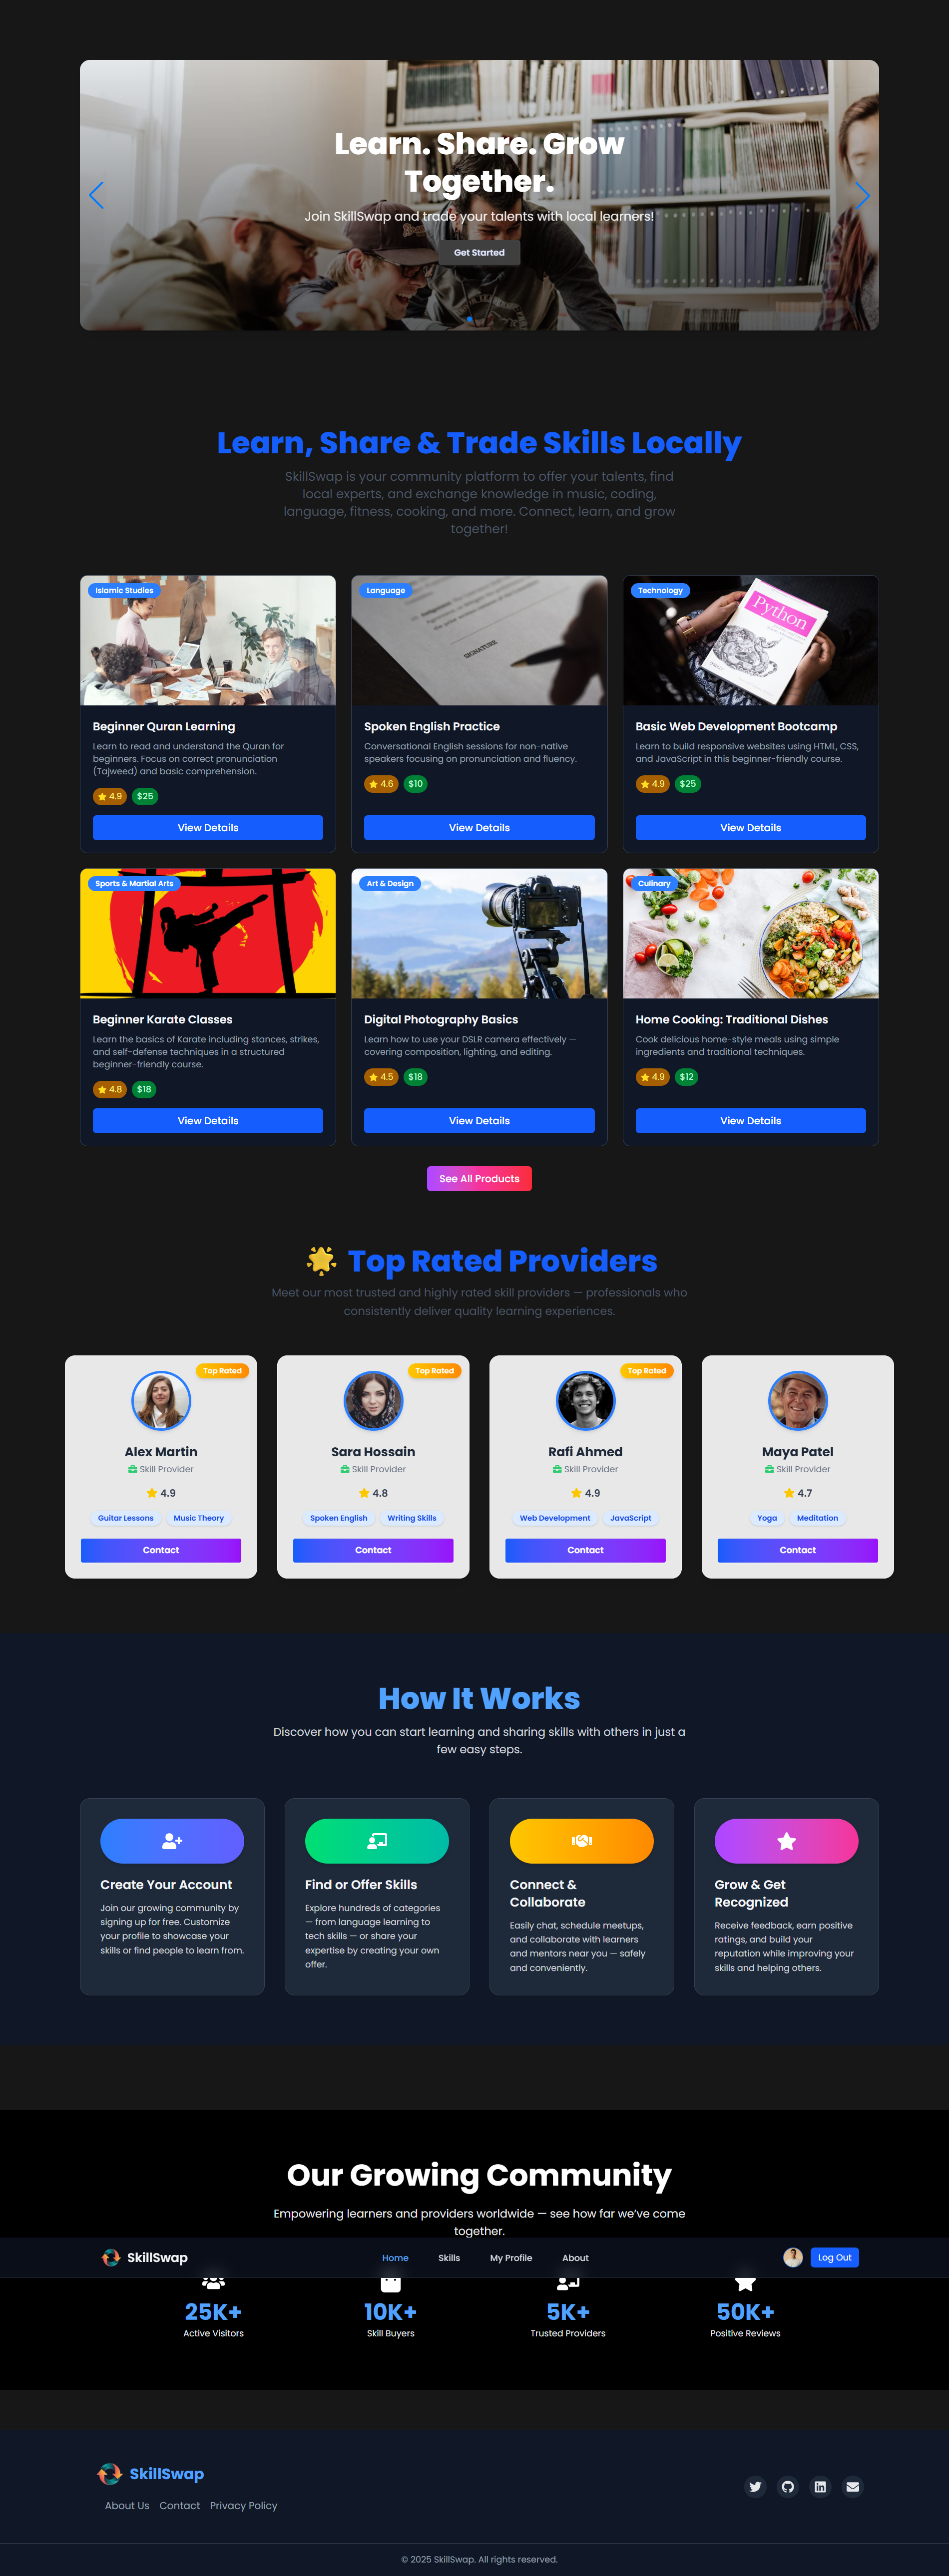 Learn. Share. Grow
Together.
Join SkillSwap and trade your talents with local learners!
Get Started
Learn, Share & Trade Skills Locally
SkillSwap is your community platform to offer your talents, find
local experts, and exchange knowledge in music, coding,
language, fitness, cooking, and more. Connect, learn, and grow
together!
Islamic Studies
Beginner Quran Learning
Learn to read and understand the Quran for
beginners. Focus on correct pronunciation
(Tajweed) and basic comprehension.
4.9 $25
View Details
Language
SIGNATURE
Spoken English Practice
Conversational English sessions for non-native
speakers focusing on pronunciation and fluency.
4.6 $10
View Details
Technology
Python
Basic Web Development Bootcamp
Learn to build responsive websites using HTML, CSS,
and JavaScript in this beginner-friendly course.
4.9 $25
View Details
Sports & Martial Arts
Beginner Karate Classes
Learn the basics of Karate including stances, strikes,
and self-defense techniques in a structured
beginner-friendly course.
4.8 $18
View Details
Art & Design
Digital Photography Basics
Learn how to use your DSLR camera effectively —
covering composition, lighting, and editing.
4.5 $18
View Details
Culinary
Home Cooking: Traditional Dishes
Cook delicious home-style meals using simple
ingredients and traditional techniques.
4.9 $12
View Details
See All Products
Top Rated Providers
Meet our most trusted and highly rated skill providers — professionals who
consistently deliver quality learning experiences.
Top Rated
Alex Martin
Skill Provider
4.9
Guitar Lessons Music Theory
Contact
Top Rated
Sara Hossain
Skill Provider
4.8
Spoken English Writing Skills
Contact
Top Rated
Rafi Ahmed
Skill Provider
4.9
Web Development JavaScript
Contact
Maya Patel
Skill Provider
4.7
Yoga Meditation
Contact
How It Works
Discover how you can start learning and sharing skills with others in just a
few easy steps.
Create Your Account
Join our growing community by
signing up for free. Customize
your profile to showcase your
skills or find people to learn from.
Find or Offer Skills
Explore hundreds of categories
— from language learning to
tech skills — or share your
expertise by creating your own
offer.
Connect &
Collaborate
Easily chat, schedule meetups,
and collaborate with learners
and mentors near you — safely
and conveniently.
Grow & Get
Recognized
Receive feedback, earn positive
ratings, and build your
reputation while improving your
skills and helping others.
Our Growing Community
Empowering learners and providers worldwide — see how far we've come
together.
SkillSwap Home Skills My Profile About Log Out
25K+ 10K+ 5K+ 50K+
Active Visitors Skill Buyers Trusted Providers Positive Reviews
SkillSwap
About Us Contact Privacy Policy
© 2025 SkillSwap. All rights reserved.